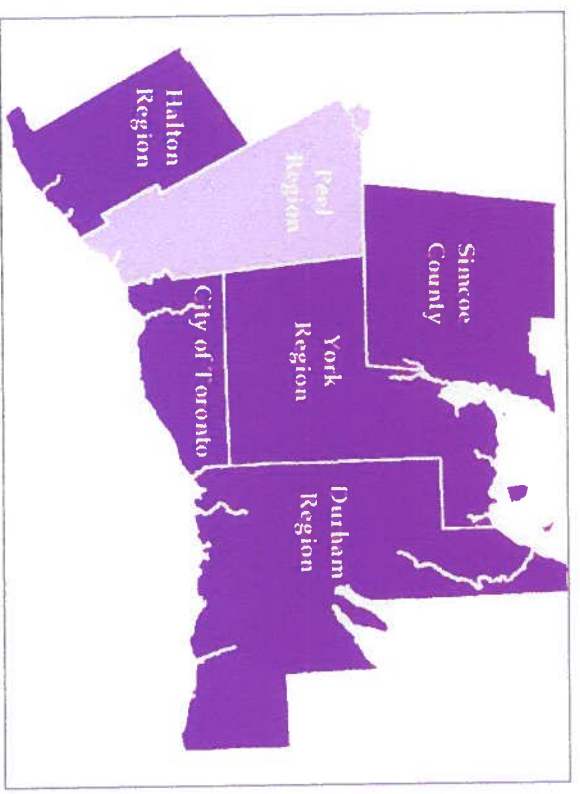 Simcoe
County
Peel
Region
York
Region
Durham
Region
Halton
Region
City of Toronto